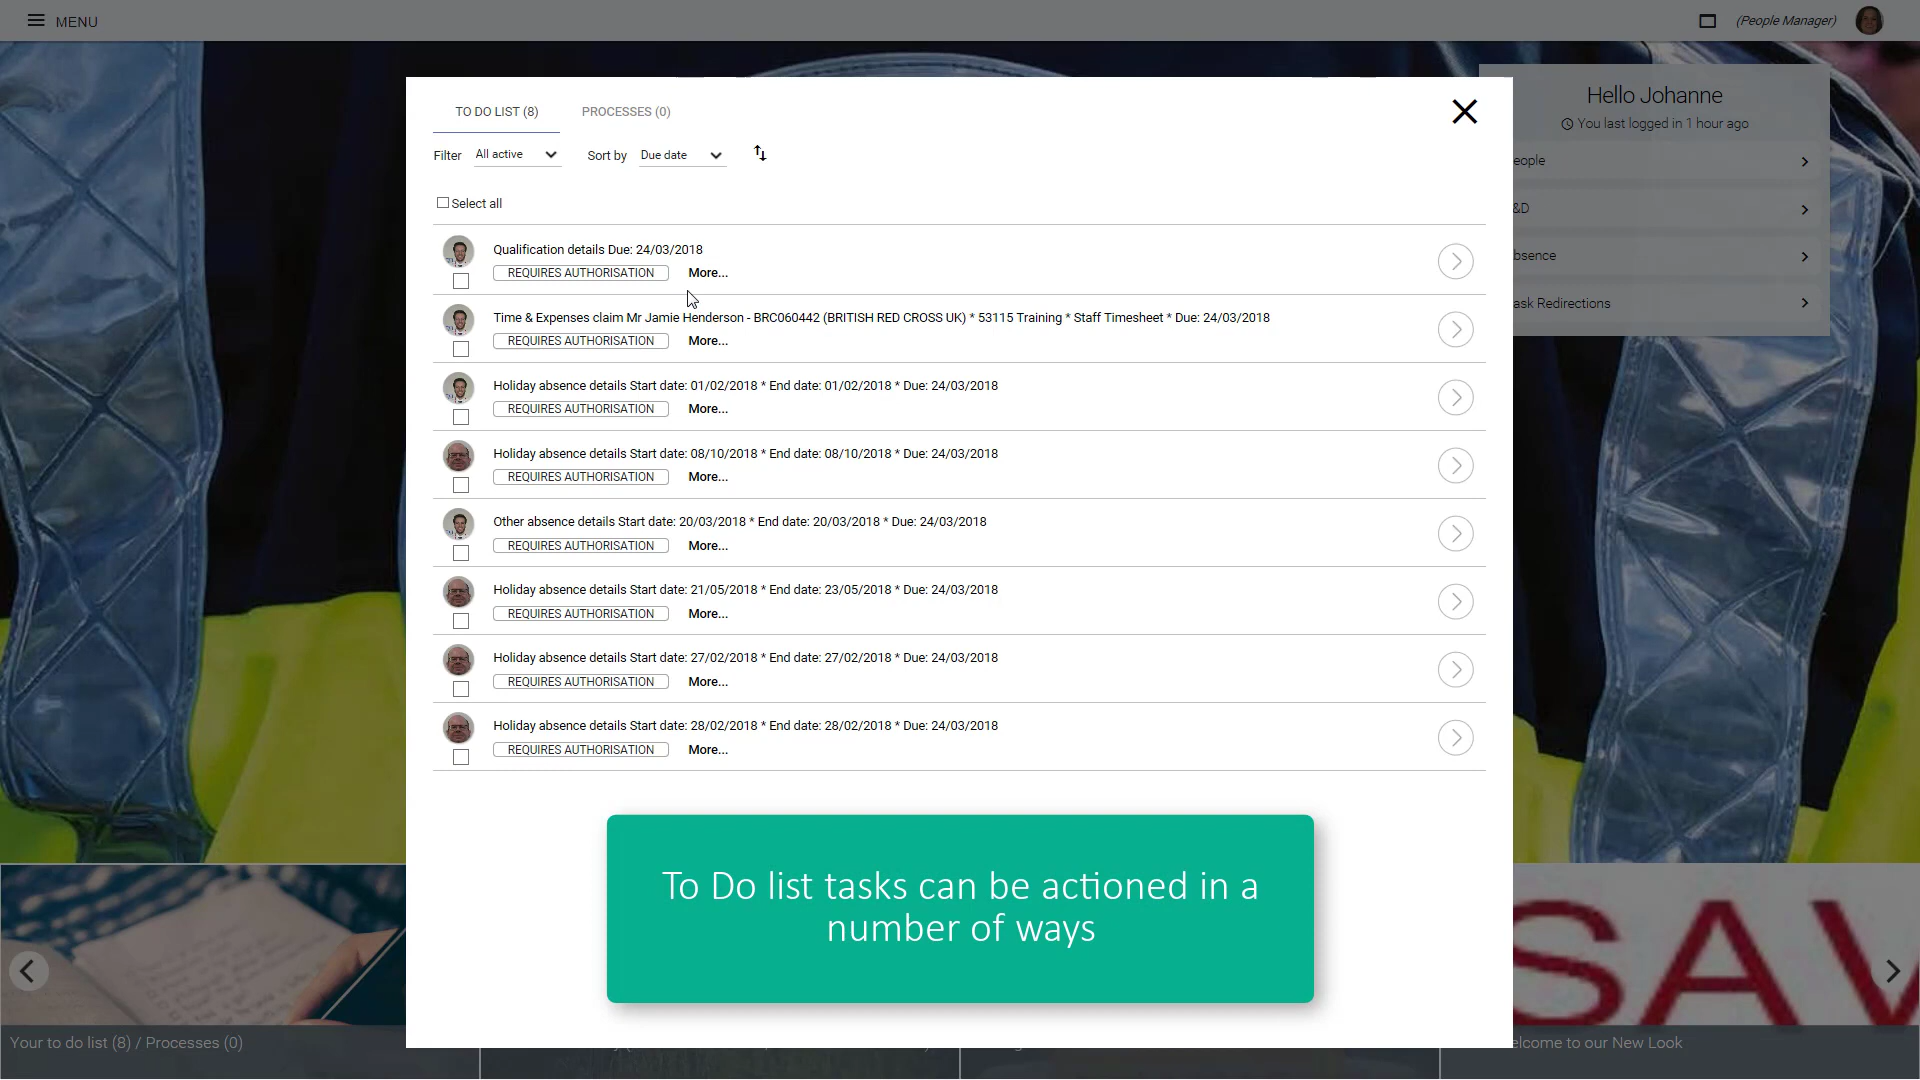 MENU
(People Manager)
Hello Johanne
You last logged in 1 hour ago
eople
&D
bsence
ask Redirections
TO DO LIST (8)
PROCESSES (0)
Filter
All active
Sort by
Due date
Select all
Qualification details Due: 24/03/2018
REQUIRES AUTHORISATION More...
Time & Expenses claim Mr Jamie Henderson - BRC060442 (BRITISH RED CROSS UK) * 53115 Training * Staff Timesheet * Due: 24/03/2018
REQUIRES AUTHORISATION More...
Holiday absence details Start date: 01/02/2018 * End date: 01/02/2018 * Due: 24/03/2018
REQUIRES AUTHORISATION More...
Holiday absence details Start date: 08/10/2018 * End date: 08/10/2018 * Due: 24/03/2018
REQUIRES AUTHORISATION More...
Other absence details Start date: 20/03/2018 * End date: 20/03/2018 * Due: 24/03/2018
REQUIRES AUTHORISATION More...
Holiday absence details Start date: 21/05/2018 * End date: 23/05/2018 * Due: 24/03/2018
REQUIRES AUTHORISATION More...
Holiday absence details Start date: 27/02/2018 * End date: 27/02/2018 * Due: 24/03/2018
REQUIRES AUTHORISATION More...
Holiday absence details Start date: 28/02/2018 * End date: 28/02/2018 * Due: 24/03/2018
REQUIRES AUTHORISATION More...
To Do list tasks can be actioned in a
number of ways
SAV
Your to do list (8) / Processes (0)
elcome to our New Look